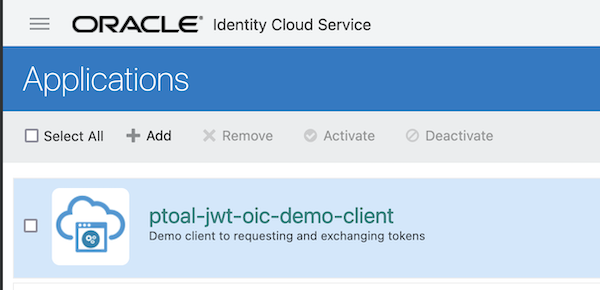 ORACLE® Identity Cloud Service
Applications
Select All Add Remove Activate Deactivate
ptoal-jwt-oic-demo-client
Demo client to requesting and exchanging tokens